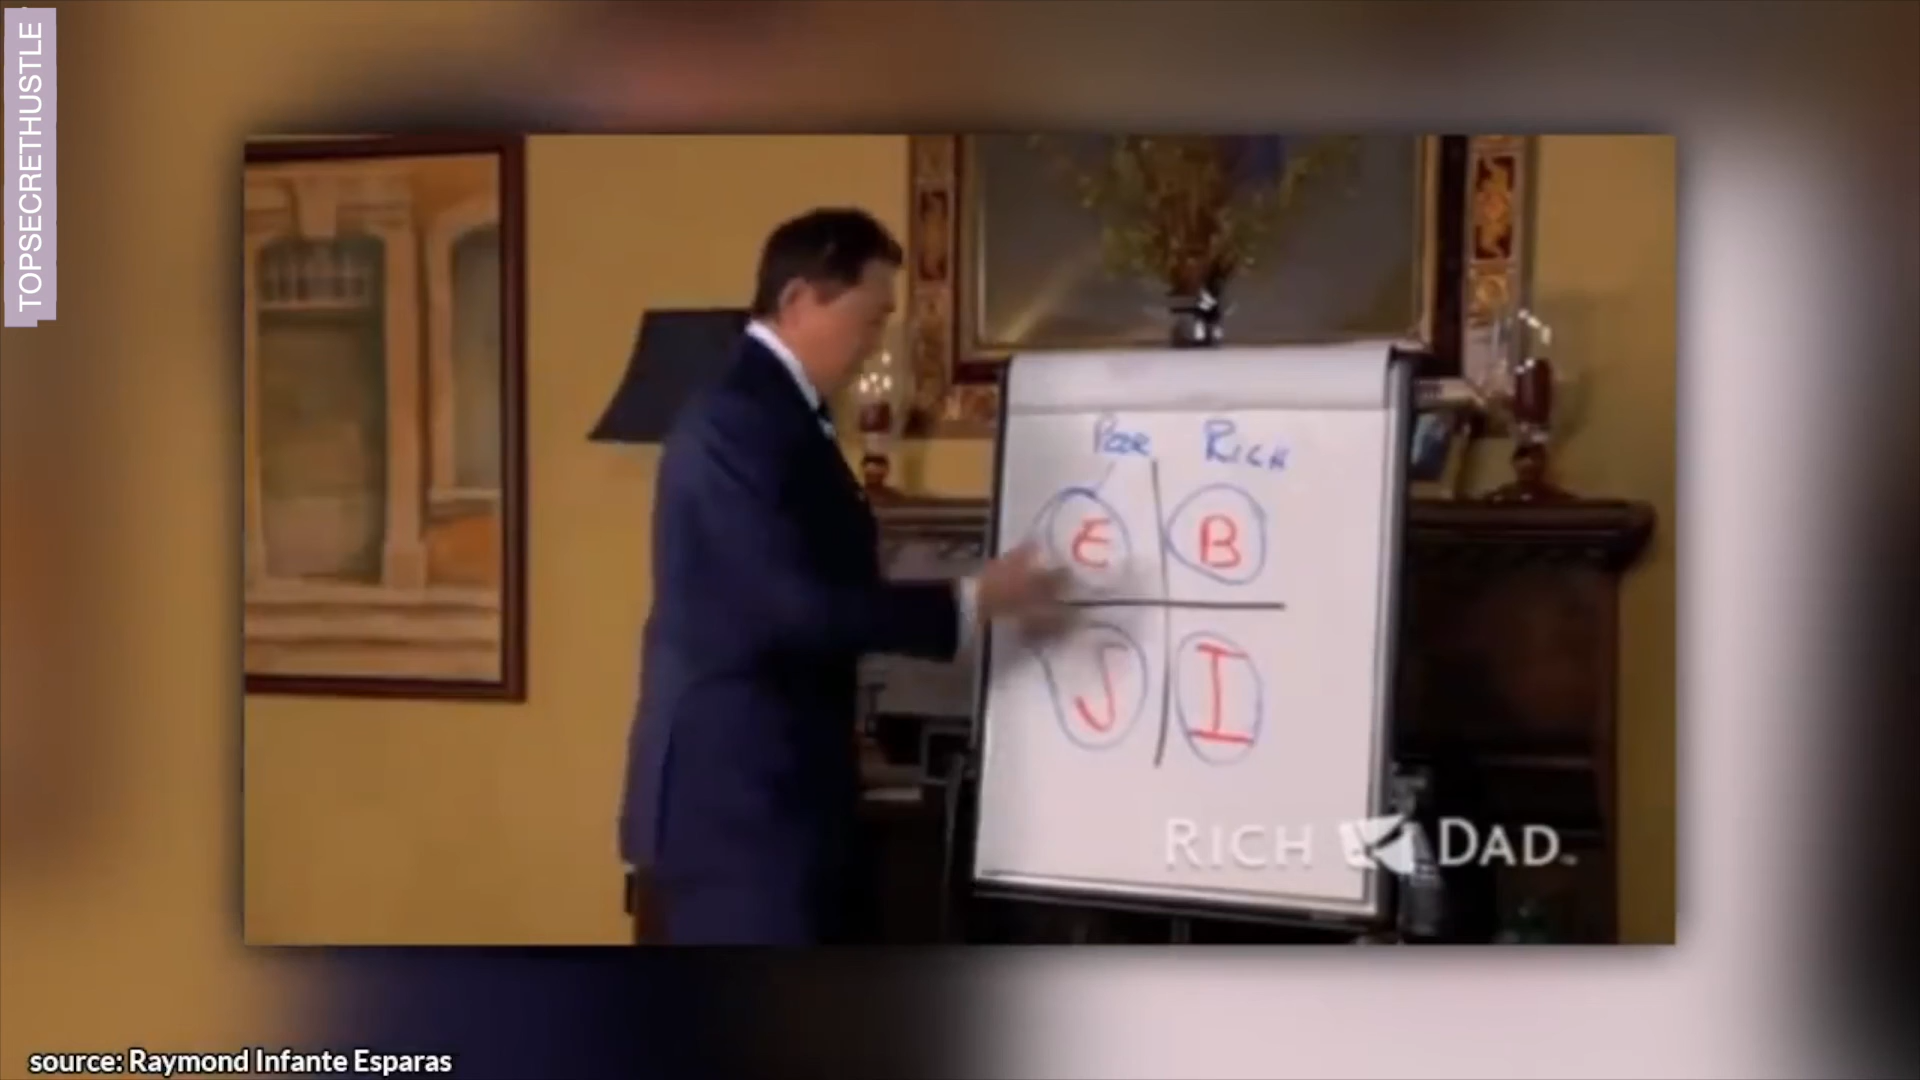 TOPSECRETHUSTLE
POOR RICH
E B
S I
RICH DAD
source: Raymond Infante Esparas